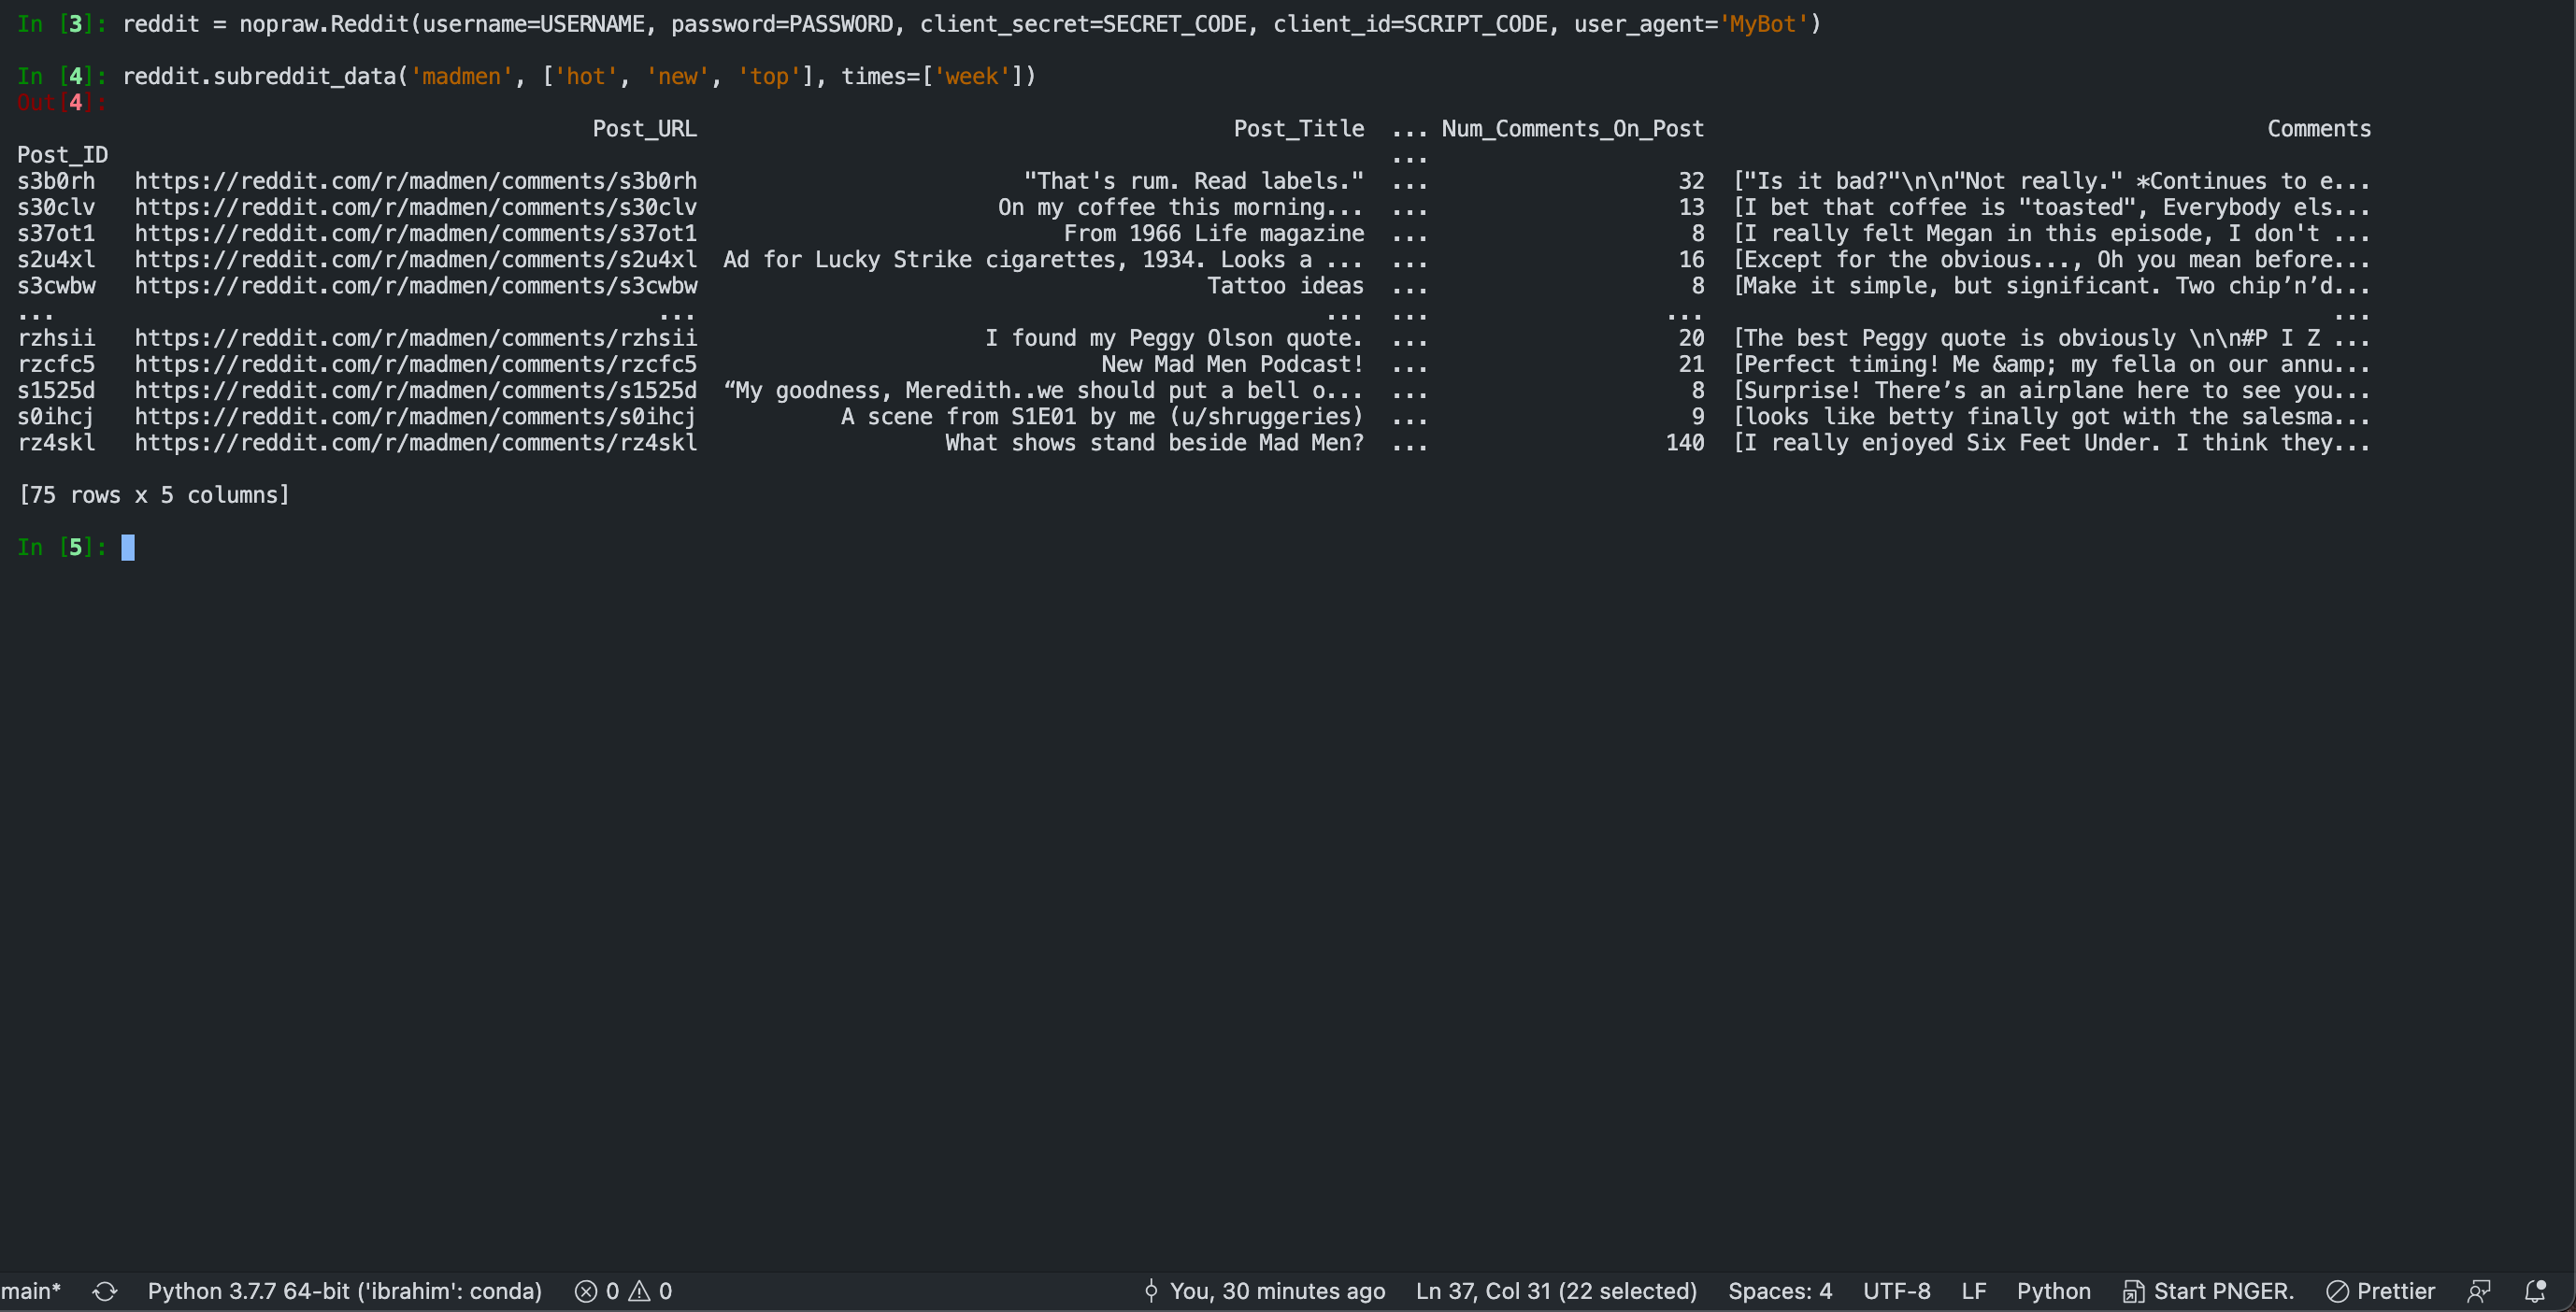 In [3]: reddit = nopraw.Reddit(username=USERNAME, password=PASSWORD, client_secret=SECRET_CODE, client_id=SCRIPT_CODE, user_agent='MyBot')
In [4]: reddit.subreddit_data('madmen', ['hot', 'new', 'top'], times=['week'])
Out[4]:
Post_URL Post_Title ... Num_Comments_On_Post Comments
Post_ID ...
s3b0rh https://reddit.com/r/madmen/comments/s3b0rh "That's rum. Read labels." ... 32 ["Is it bad?"\n\n"Not really." *Continues to e...
s30clv https://reddit.com/r/madmen/comments/s30clv On my coffee this morning... ... 13 [I bet that coffee is "toasted", Everybody els...
s37ot1 https://reddit.com/r/madmen/comments/s37ot1 From 1966 Life magazine ... 8 [I really felt Megan in this episode, I don't ...
s2u4xl https://reddit.com/r/madmen/comments/s2u4xl Ad for Lucky Strike cigarettes, 1934. Looks a ... ... 16 [Except for the obvious..., Oh you mean before...
s3cwbw https://reddit.com/r/madmen/comments/s3cwbw Tattoo ideas ... 8 [Make it simple, but significant. Two chip’n’d...
... ... ... ... ... ...
rzhsii https://reddit.com/r/madmen/comments/rzhsii I found my Peggy Olson quote. ... 20 [The best Peggy quote is obviously \n\n#P I Z ...
rzcfc5 https://reddit.com/r/madmen/comments/rzcfc5 New Mad Men Podcast! ... 21 [Perfect timing! Me &amp; my fella on our annu...
s1525d https://reddit.com/r/madmen/comments/s1525d “My goodness, Meredith..we should put a bell o... ... 8 [Surprise! There’s an airplane here to see you...
s0ihcj https://reddit.com/r/madmen/comments/s0ihcj A scene from S1E01 by me (u/shruggeries) ... 9 [looks like betty finally got with the salesma...
rz4skl https://reddit.com/r/madmen/comments/rz4skl What shows stand beside Mad Men? ... 140 [I really enjoyed Six Feet Under. I think they...
[75 rows x 5 columns]
In [5]:
main* Python 3.7.7 64-bit ('ibrahim': conda) 0 0 You, 30 minutes ago Ln 37, Col 31 (22 selected) Spaces: 4 UTF-8 LF Python Start PNGER. Prettier